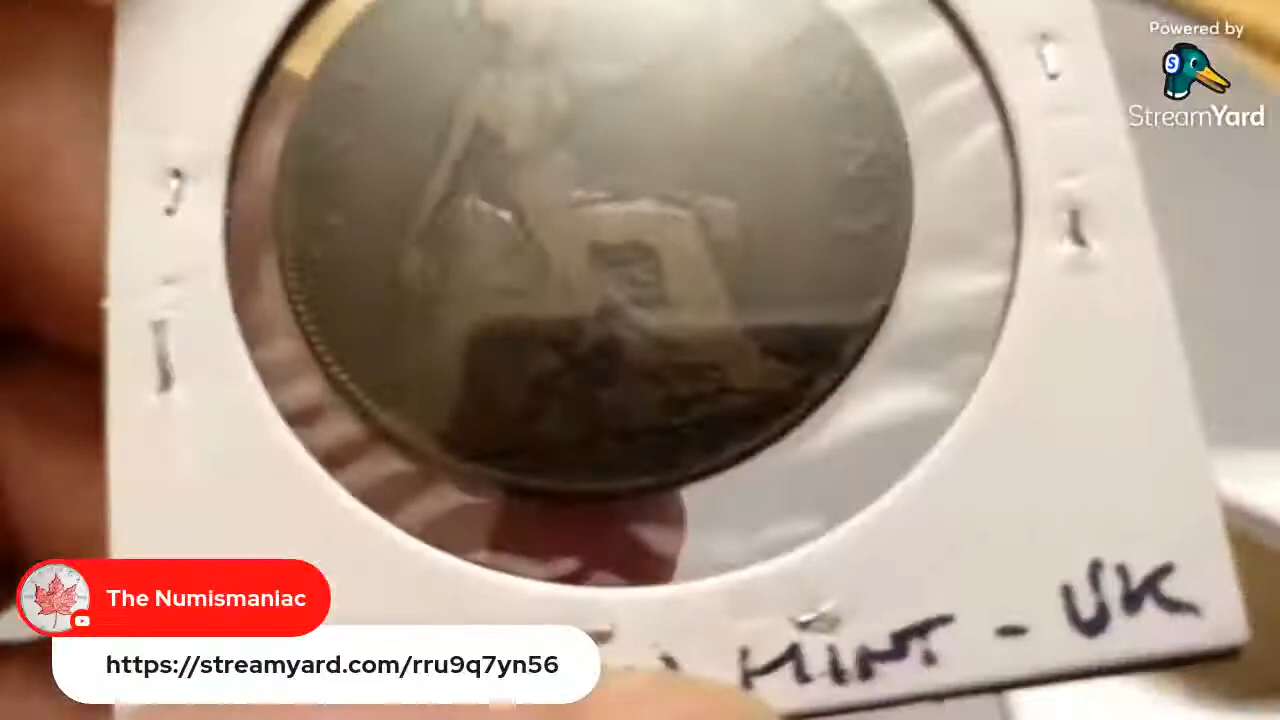 Powered by
StreamYard
The Numismaniac
https://streamyard.com/rru9q7yn56
MINT - UK